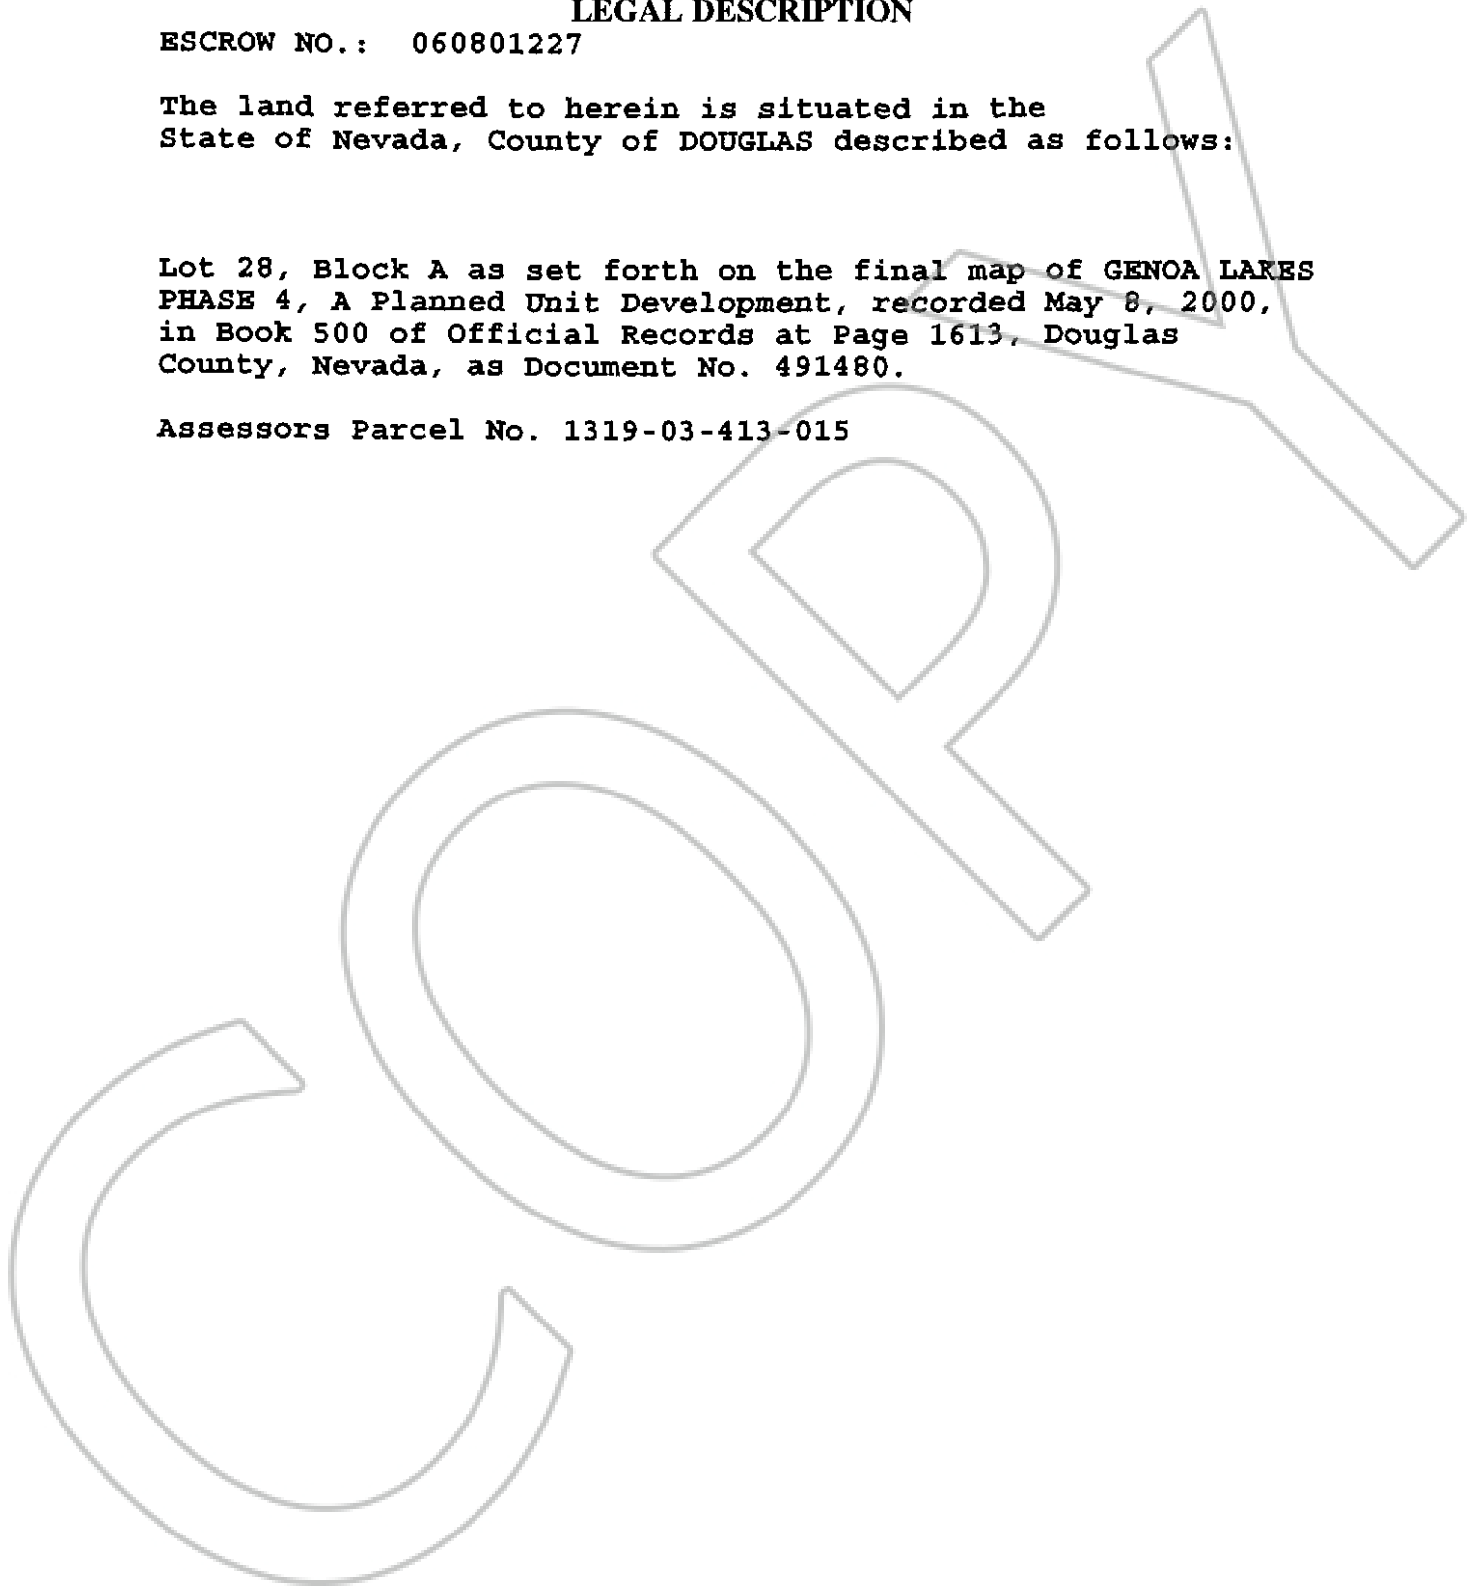 LEGAL DESCRIPTION
ESCROW NO.: 060801227
The land referred to herein is situated in the
State of Nevada, County of DOUGLAS described as follows:
Lot 28, Block A as set forth on the final map of GENOA LAKES
PHASE 4, A Planned Unit Development, recorded May 8, 2000,
in Book 500 of Official Records at Page 1613, Douglas
County, Nevada, as Document No. 491480.
Assessors Parcel No. 1319-03-413-015
COPY